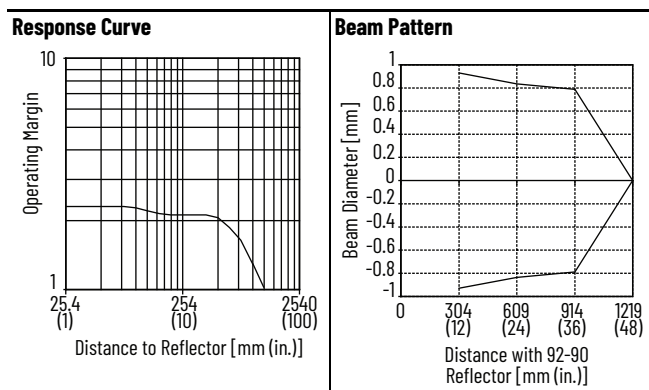 Response Curve
10
Operating Margin
1
25.4 254 2540
(1) (10) (100)
Distance to Reflector [mm (in.)]
Beam Pattern
1
0.8
0.6
0.4
0.2
0
-0.2
-0.4
-0.6
-0.8
-1
Beam Diameter [mm]
0 304 609 914 1219
(12) (24) (36) (48)
Distance with 92-90
Reflector [mm (in.)]